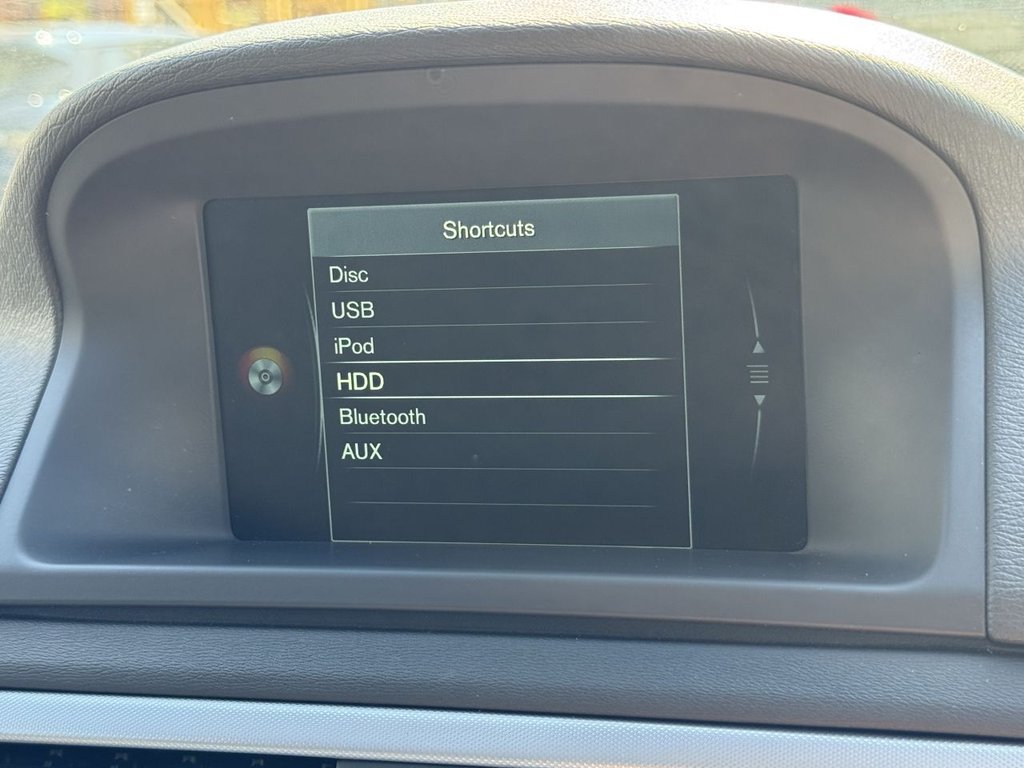 Shortcuts
Disc
USB
iPod
HDD
Bluetooth
AUX